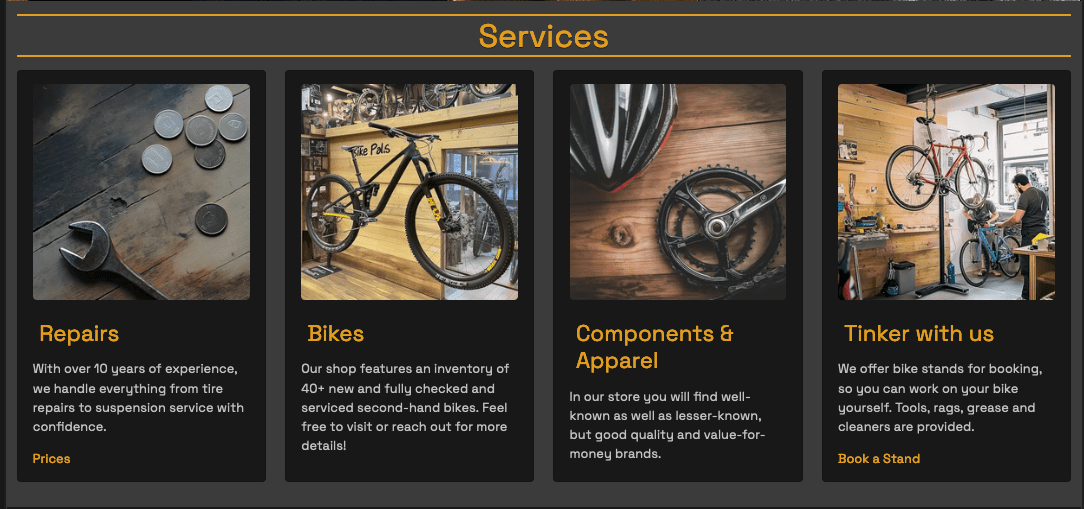 Services
Bike Pals
Repairs
With over 10 years of experience,
we handle everything from tire
repairs to suspension service with
confidence.
Prices
Bikes
Our shop features an inventory of
40+ new and fully checked and
serviced second-hand bikes. Feel
free to visit or reach out for more
details!
Components &
Apparel
In our store you will find well-
known as well as lesser-known,
but good quality and value-for-
money brands.
Tinker with us
We offer bike stands for booking,
so you can work on your bike
yourself. Tools, rags, grease and
cleaners are provided.
Book a Stand